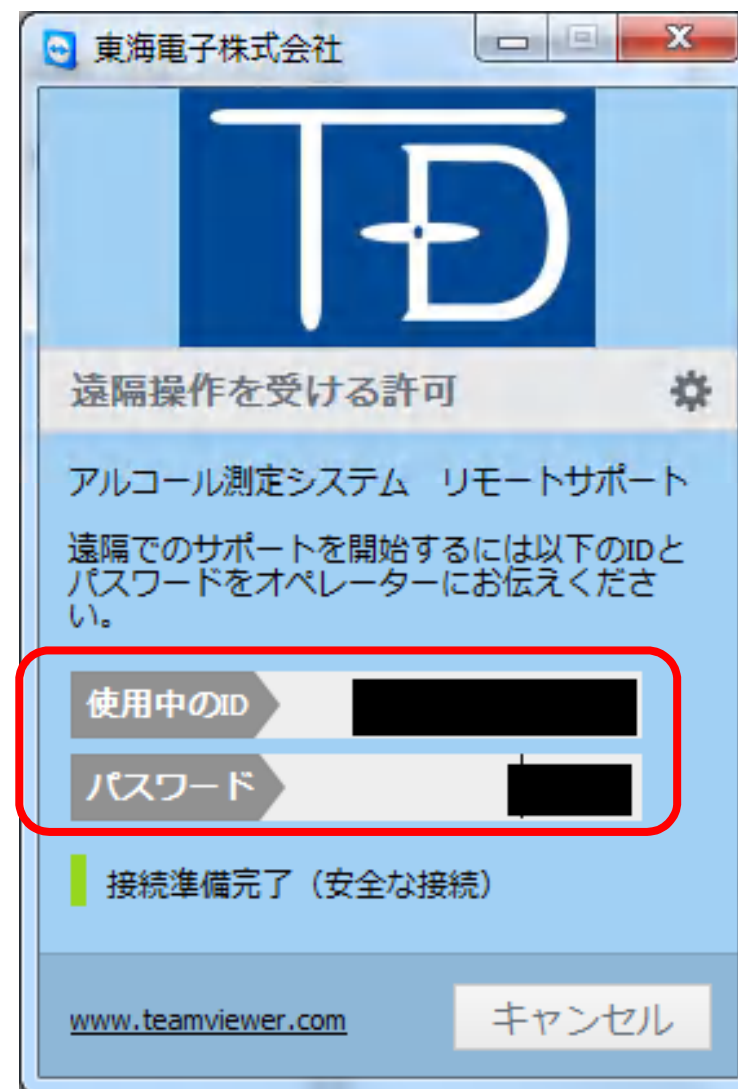 東海電子株式会社
TD
遠隔操作を受ける許可
アルコール測定システム　リモートサポート
遠隔でのサポートを開始するには以下のIDと
パスワードをオペレーターにお伝えくださ
い。
使用中のID
パスワード
接続準備完了（安全な接続）
www.teamviewer.com
キャンセル